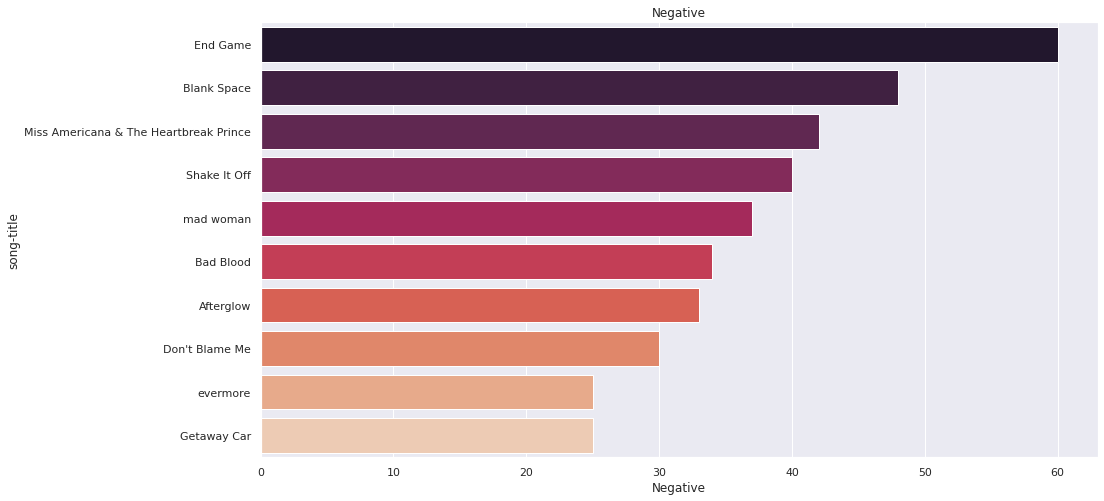 Negative
song-title
End Game
Blank Space
Miss Americana & The Heartbreak Prince
Shake It Off
mad woman
Bad Blood
Afterglow
Don't Blame Me
evermore
Getaway Car
0 10 20 30 40 50 60
Negative